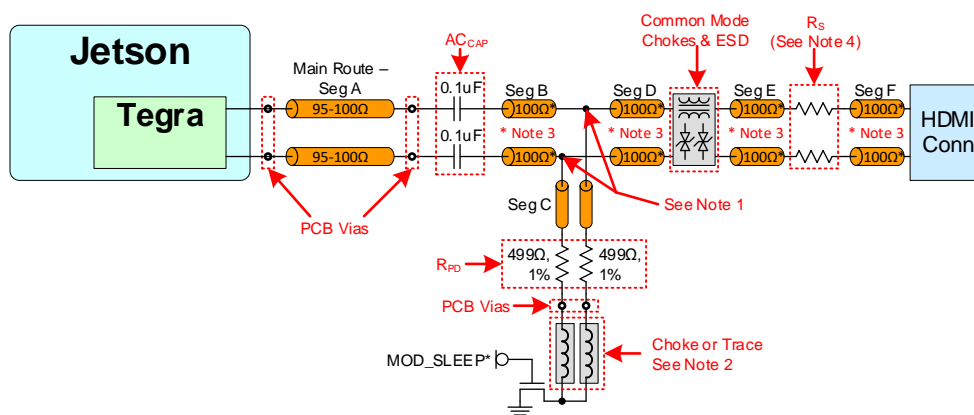 Jetson
Tegra
Main Route –
Seg A
95-100Ω
95-100Ω
PCB Vias
ACCAP
0.1uF
0.1uF
Seg B
100Ω*
* Note 3
100Ω*
Seg D
100Ω*
* Note 3
100Ω*
Common Mode
Chokes & ESD
Seg E
100Ω*
* Note 3
100Ω*
RS
(See Note 4)
Seg F
100Ω*
* Note 3
100Ω*
HDMI
Conn
See Note 1
Seg C
RPD
499Ω,
1%
499Ω,
1%
PCB Vias
Choke or Trace
See Note 2
MOD_SLEEP*